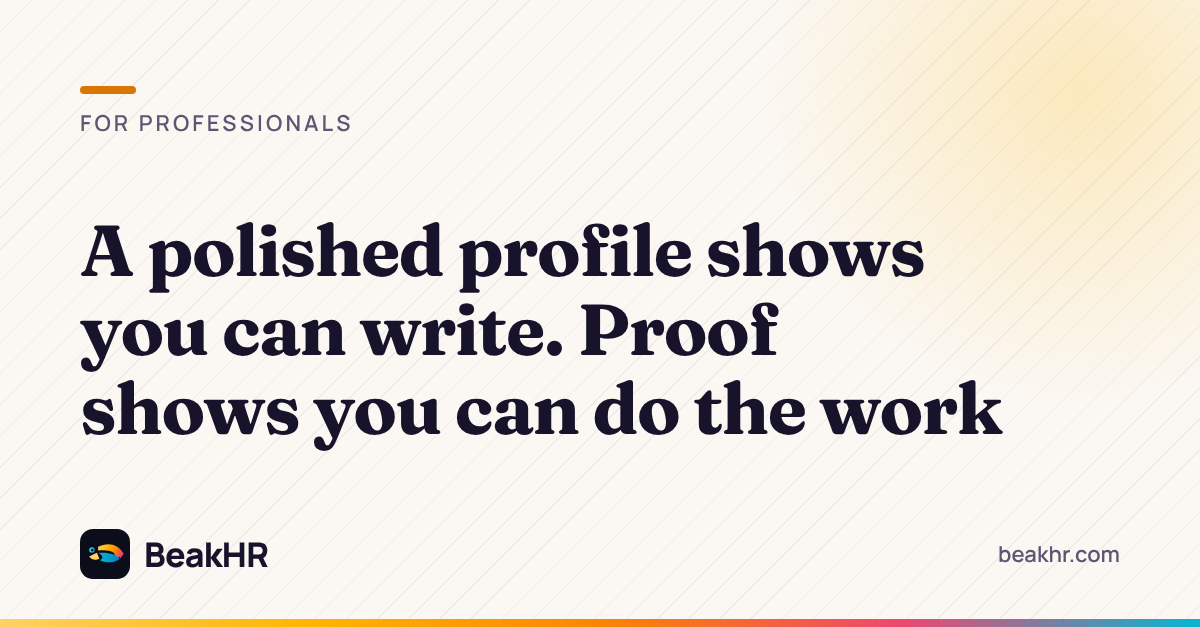 FOR PROFESSIONALS
A polished profile shows
you can write. Proof
shows you can do the work
BeakHR
beakhr.com